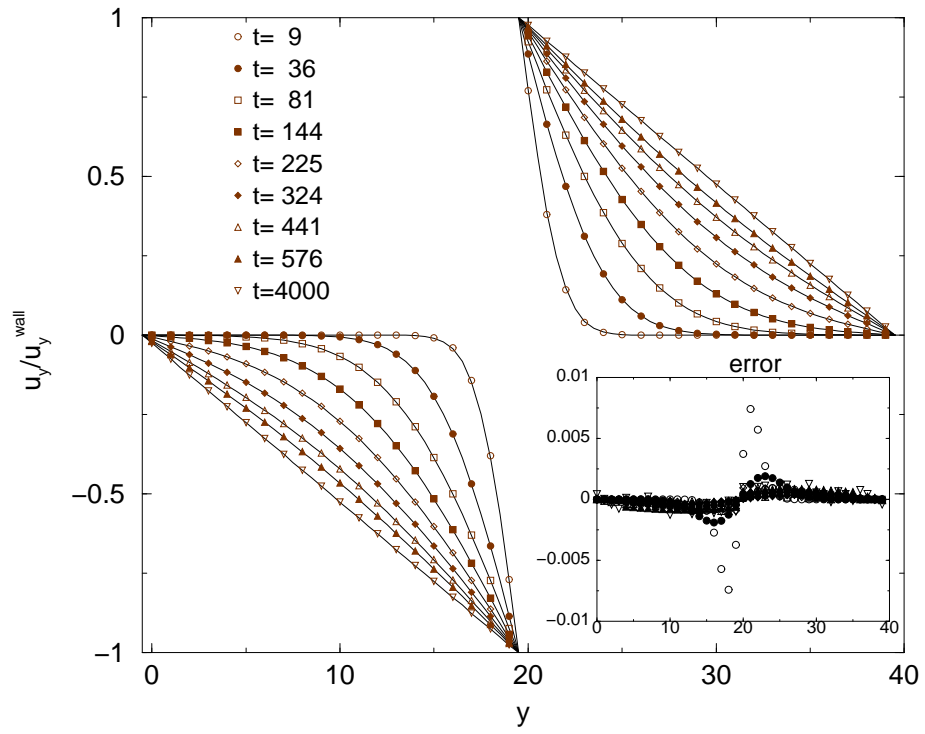 1
0.5
0
−0.5
−1
u_y/u_y^wall
t= 9
t= 36
t= 81
t= 144
t= 225
t= 324
t= 441
t= 576
t=4000
error
0.01
0.005
0
−0.005
−0.01
0 10 20 30 40
0 10 20 30 40
y